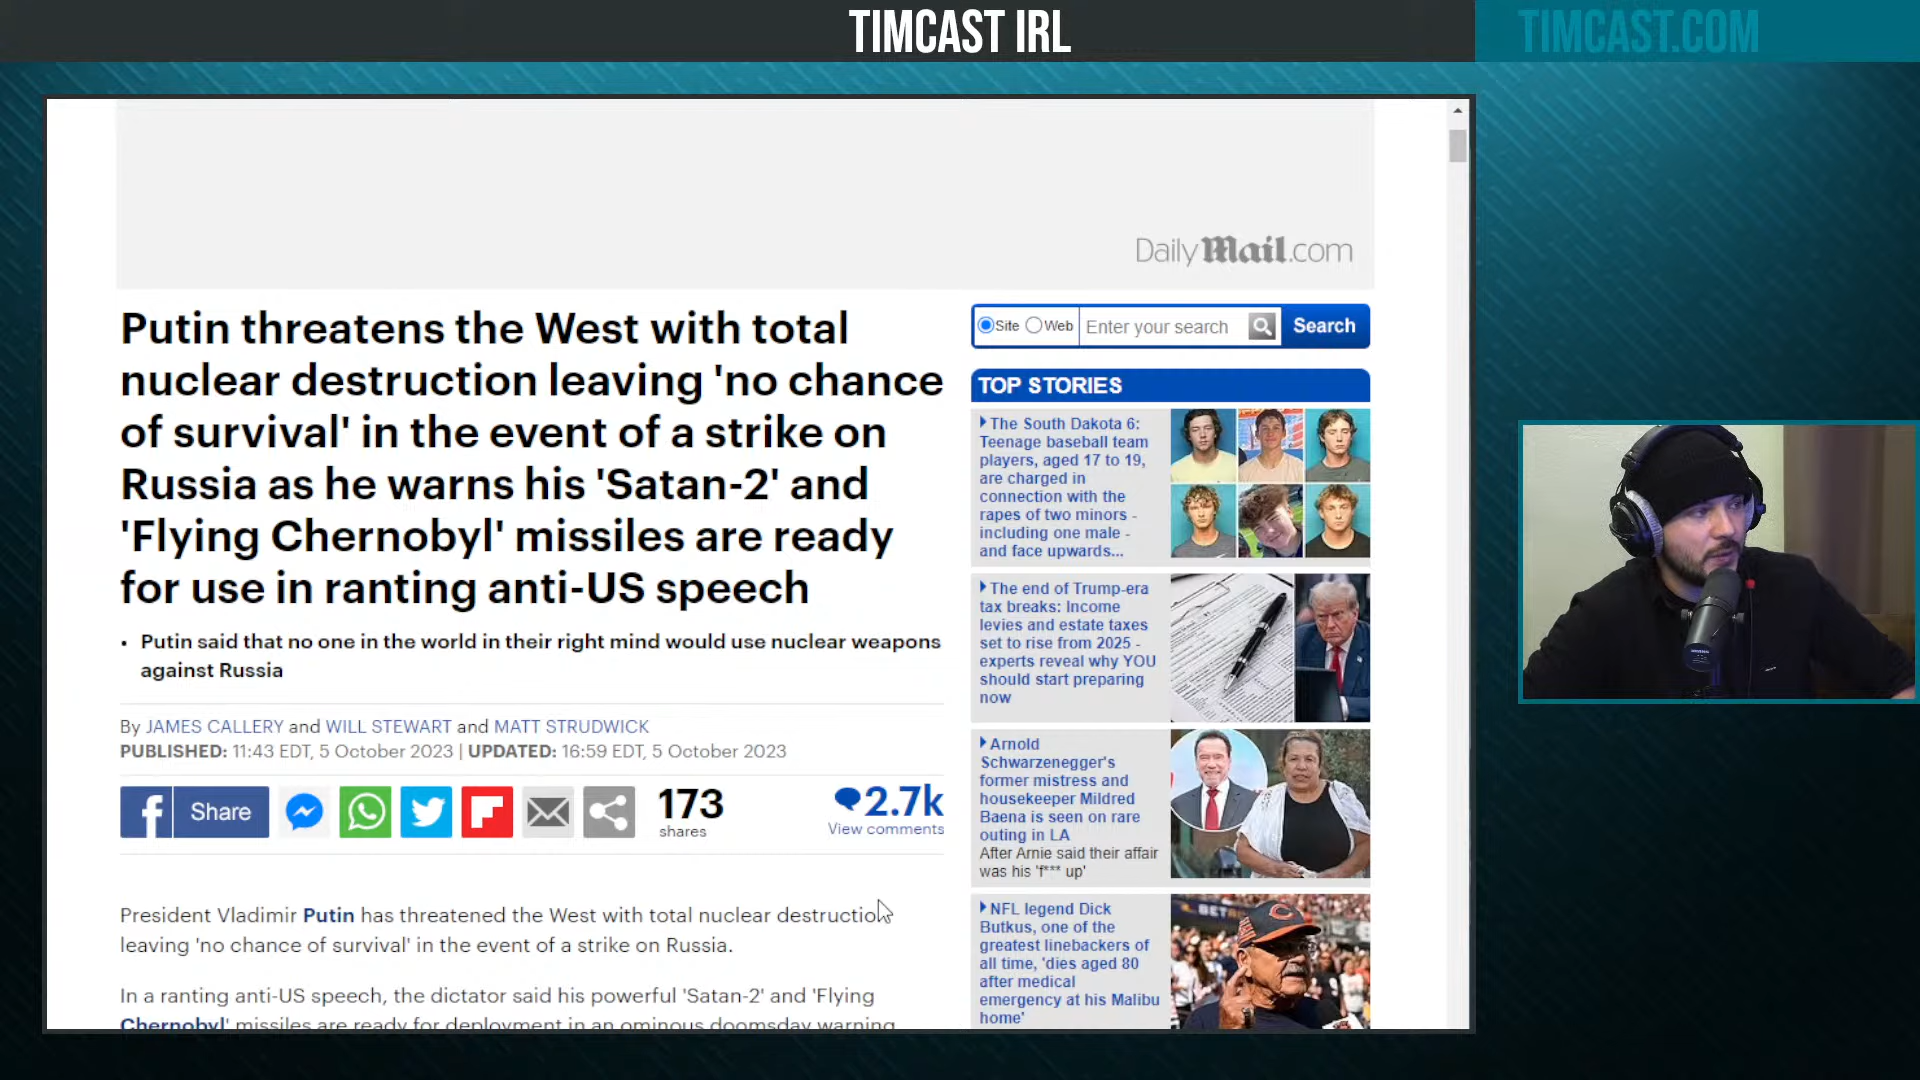 TIMCAST IRL
TIMCAST.COM
DailyMail.com
Putin threatens the West with total
nuclear destruction leaving 'no chance
of survival' in the event of a strike on
Russia as he warns his 'Satan-2' and
'Flying Chernobyl' missiles are ready
for use in ranting anti-US speech
• Putin said that no one in the world in their right mind would use nuclear weapons
against Russia
By JAMES CALLERY and WILL STEWART and MATT STRUDWICK
PUBLISHED: 11:43 EDT, 5 October 2023 | UPDATED: 16:59 EDT, 5 October 2023
Share
173
shares
2.7k
View comments
President Vladimir Putin has threatened the West with total nuclear destruction
leaving 'no chance of survival' in the event of a strike on Russia.
In a ranting anti-US speech, the dictator said his powerful 'Satan-2' and 'Flying
Chernobyl' missiles are ready for deployment in an ominous doomsday warning
Site Web Enter your search Search
TOP STORIES
The South Dakota 6:
Teenage baseball team
players, aged 17 to 19,
are charged in
connection with the
rapes of two minors -
including one male -
and face upwards...
The end of Trump-era
tax breaks: Income
levies and estate taxes
set to rise from 2025 -
experts reveal why YOU
should start preparing
now
Arnold
Schwarzenegger's
former mistress and
housekeeper Mildred
Baena is seen on rare
outing in LA
After Arnie said their affair
was his 'f*** up'
NFL legend Dick
Butkus, one of the
greatest linebackers of
all time, 'dies aged 80
after medical
emergency at his Malibu
home'